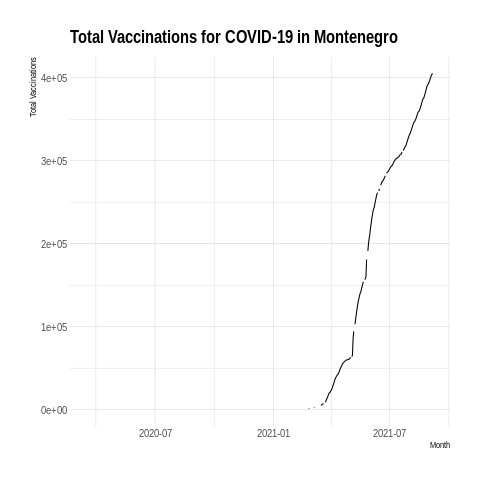 Total Vaccinations for COVID-19 in Montenegro
Total Vaccinations
4e+05
3e+05
2e+05
1e+05
0e+00
2020-07 2021-01 2021-07
Month